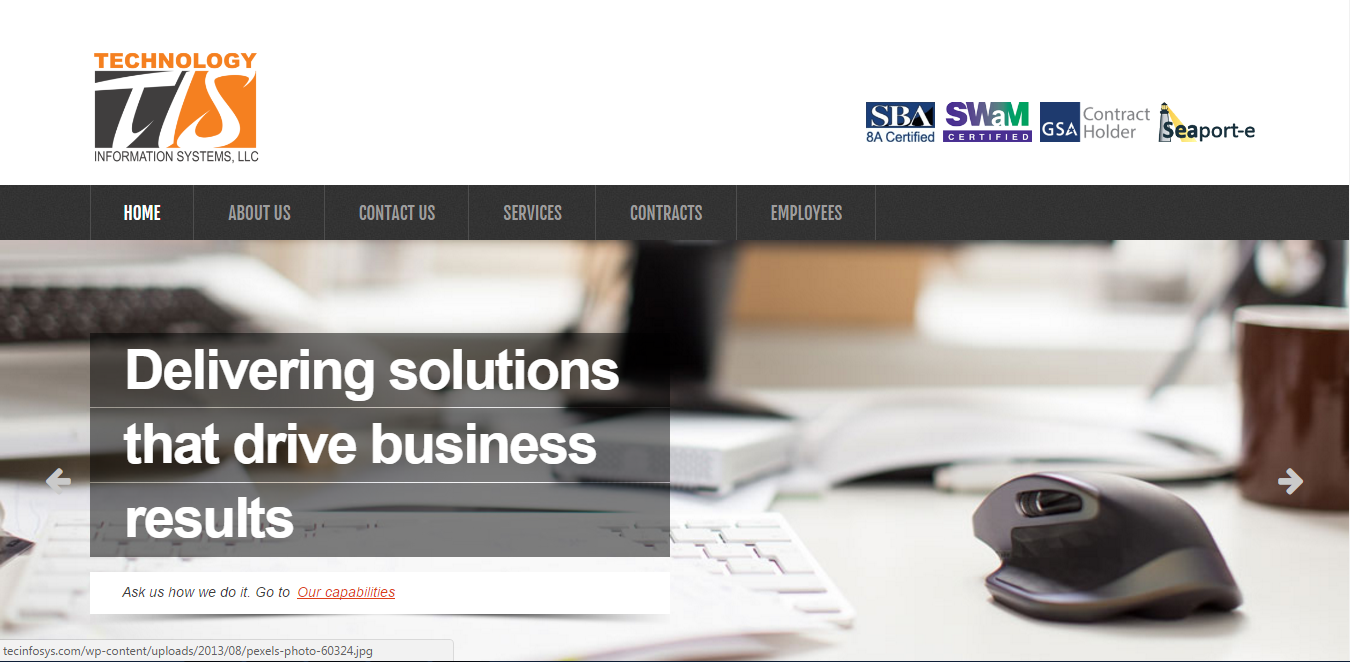 TECHNOLOGY
TIS
INFORMATION SYSTEMS, LLC
SBA
8A Certified
SWaM
CERTIFIED
GSA
Contract
Holder
Seaport-e
HOME
ABOUT US
CONTACT US
SERVICES
CONTRACTS
EMPLOYEES
Delivering solutions
that drive business
results
Ask us how we do it. Go to Our capabilities
tecinfosys.com/wp-content/uploads/2013/08/pexels-photo-60324.jpg